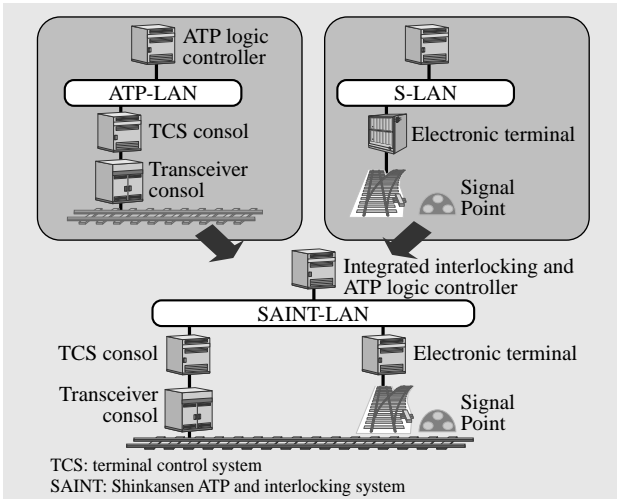 ATP logic
controller
ATP-LAN
TCS consol
Transceiver
consol
S-LAN
Electronic terminal
Signal
Point
Integrated interlocking and
ATP logic controller
SAINT-LAN
TCS consol
Electronic terminal
Transceiver
consol
Signal
Point
TCS: terminal control system
SAINT: Shinkansen ATP and interlocking system